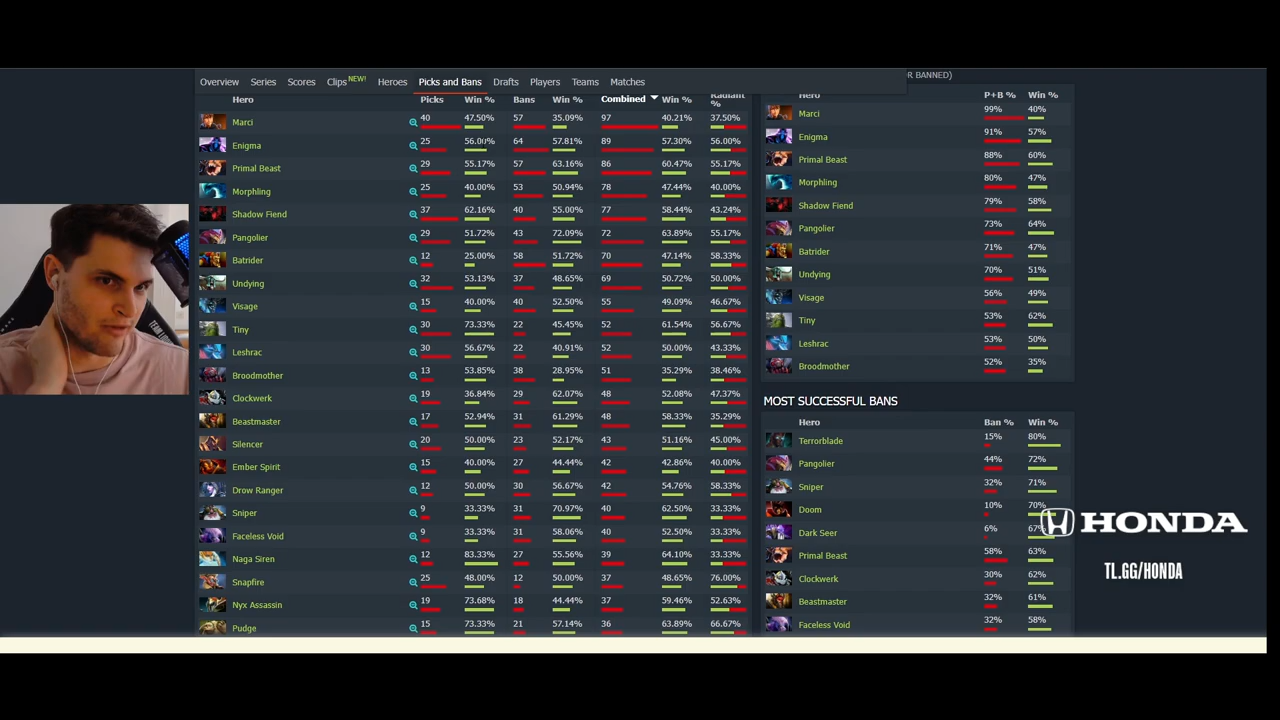 OR BANNED)
Overview Series Scores Clips NEW! Heroes Picks and Bans Drafts Players Teams Matches
Hero Picks Win % Bans Win % Combined Win % Radiant %
Marci 40 47.50% 57 35.09% 97 40.21% 37.50%
Enigma 25 56.00% 64 57.81% 89 57.30% 56.00%
Primal Beast 29 55.17% 57 63.16% 86 60.47% 55.17%
Morphling 25 40.00% 53 50.94% 78 47.44% 40.00%
Shadow Fiend 37 62.16% 40 55.00% 77 58.44% 43.24%
Pangolier 29 51.72% 43 72.09% 72 63.89% 55.17%
Batrider 12 25.00% 58 51.72% 70 47.14% 58.33%
Undying 32 53.13% 37 48.65% 69 50.72% 50.00%
Visage 15 40.00% 40 52.50% 55 49.09% 46.67%
Tiny 30 73.33% 22 45.45% 52 61.54% 56.67%
Leshrac 30 56.67% 22 40.91% 52 50.00% 43.33%
Broodmother 13 53.85% 38 28.95% 51 35.29% 38.46%
Clockwerk 19 36.84% 29 62.07% 48 52.08% 47.37%
Beastmaster 17 52.94% 31 61.29% 48 58.33% 35.29%
Silencer 20 50.00% 23 52.17% 43 51.16% 45.00%
Ember Spirit 15 40.00% 27 44.44% 42 42.86% 40.00%
Drow Ranger 12 50.00% 30 56.67% 42 54.76% 58.33%
Sniper 9 33.33% 31 70.97% 40 62.50% 33.33%
Faceless Void 9 33.33% 31 58.06% 40 52.50% 33.33%
Naga Siren 12 83.33% 27 55.56% 39 64.10% 33.33%
Snapfire 25 48.00% 12 50.00% 37 48.65% 76.00%
Nyx Assassin 19 73.68% 18 44.44% 37 59.46% 52.63%
Pudge 15 73.33% 21 57.14% 36 63.89% 66.67%
Hero P+B % Win %
Marci 99% 40%
Enigma 91% 57%
Primal Beast 88% 60%
Morphling 80% 47%
Shadow Fiend 79% 58%
Pangolier 73% 64%
Batrider 71% 47%
Undying 70% 51%
Visage 56% 49%
Tiny 53% 62%
Leshrac 53% 50%
Broodmother 52% 35%
MOST SUCCESSFUL BANS
Hero Ban % Win %
Terrorblade 15% 80%
Pangolier 44% 72%
Sniper 32% 71%
Doom 10% 70%
Dark Seer 6% 67%
Primal Beast 58% 63%
Clockwerk 30% 62%
Beastmaster 32% 61%
Faceless Void 32% 58%
HONDA
TL.GG/HONDA